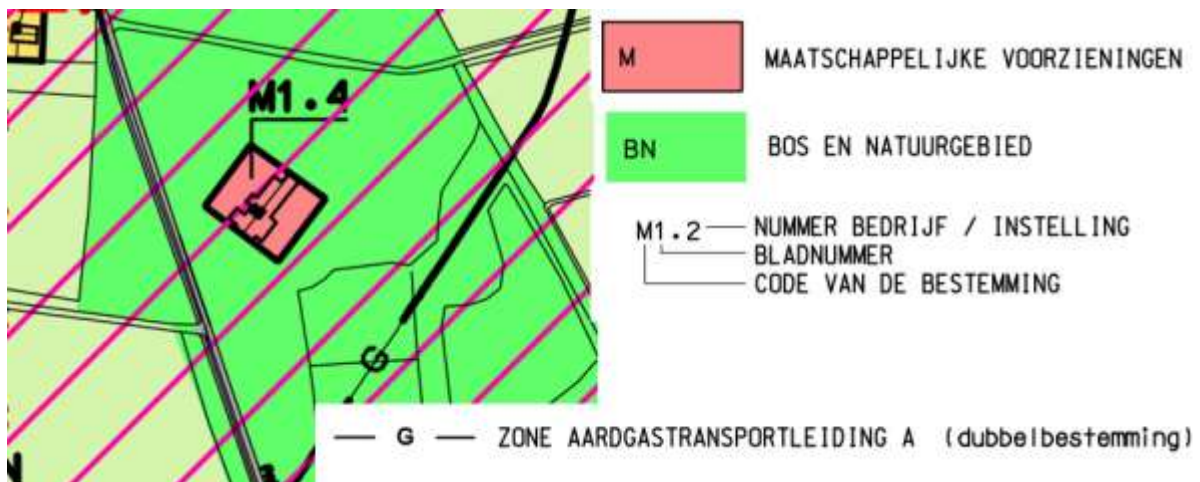 M1.4
G
M MAATSCHAPPELIJKE VOORZIENINGEN
BN BOS EN NATUURGEBIED
M1.2 NUMMER BEDRIJF / INSTELLING
BLADNUMMER
CODE VAN DE BESTEMMING
G ZONE AARDGASTRANSPORTLEIDING A (dubbelbestemming)